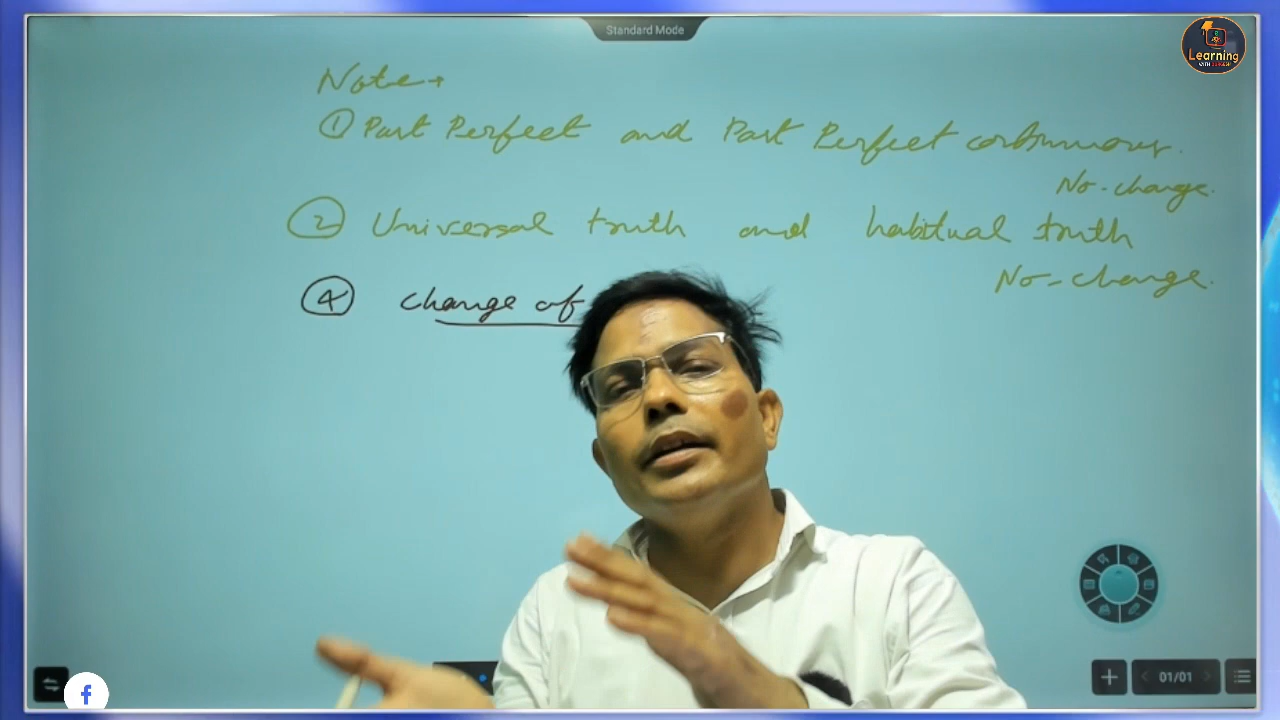 Standard Mode
Learning
Note→
① Past Perfect and Past Perfect continuous.
No-change.
② Universal truth and habitual truth
No-change.
④ change of
01/01
f